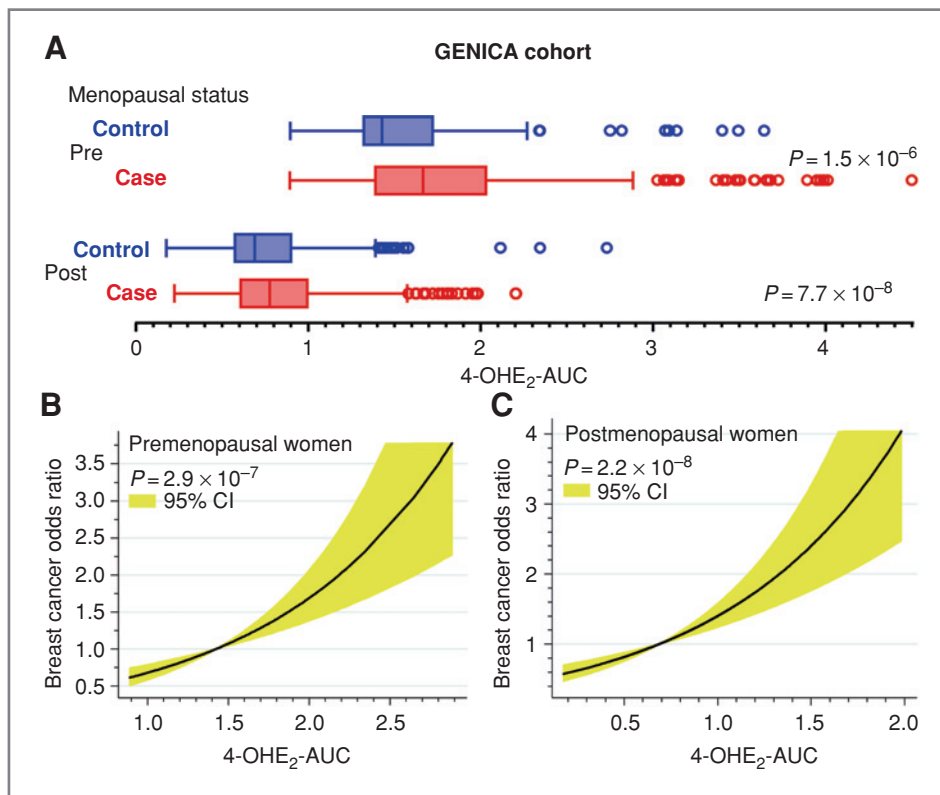 A
GENICA cohort
Menopausal status
Control
Pre
P = 1.5 × 10⁻⁶
Case
Control
Post
Case
P = 7.7 × 10⁻⁸
0 1 2 3 4
4-OHE₂-AUC
B
Premenopausal women
P = 2.9 × 10⁻⁷
95% CI
Breast cancer odds ratio
3.5
3.0
2.5
2.0
1.5
1.0
0.5
1.0 1.5 2.0 2.5
4-OHE₂-AUC
C
Postmenopausal women
P = 2.2 × 10⁻⁸
95% CI
Breast cancer odds ratio
4
3
2
1
0.5 1.0 1.5 2.0
4-OHE₂-AUC